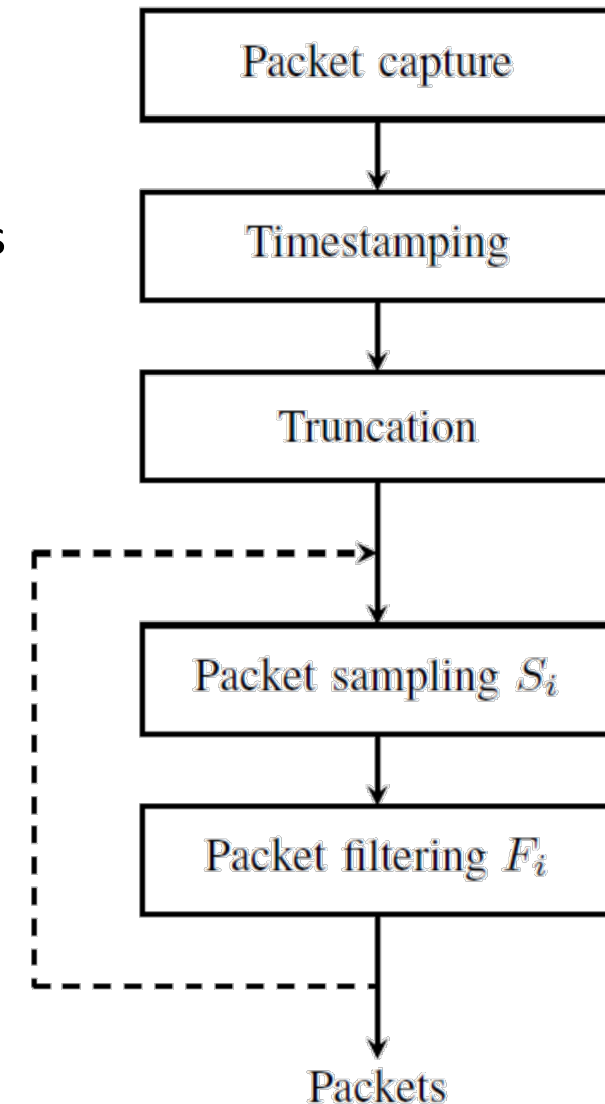 Packet capture
s
Timestamping
Truncation
Packet sampling $S_i$
Packet filtering $F_i$
Packets